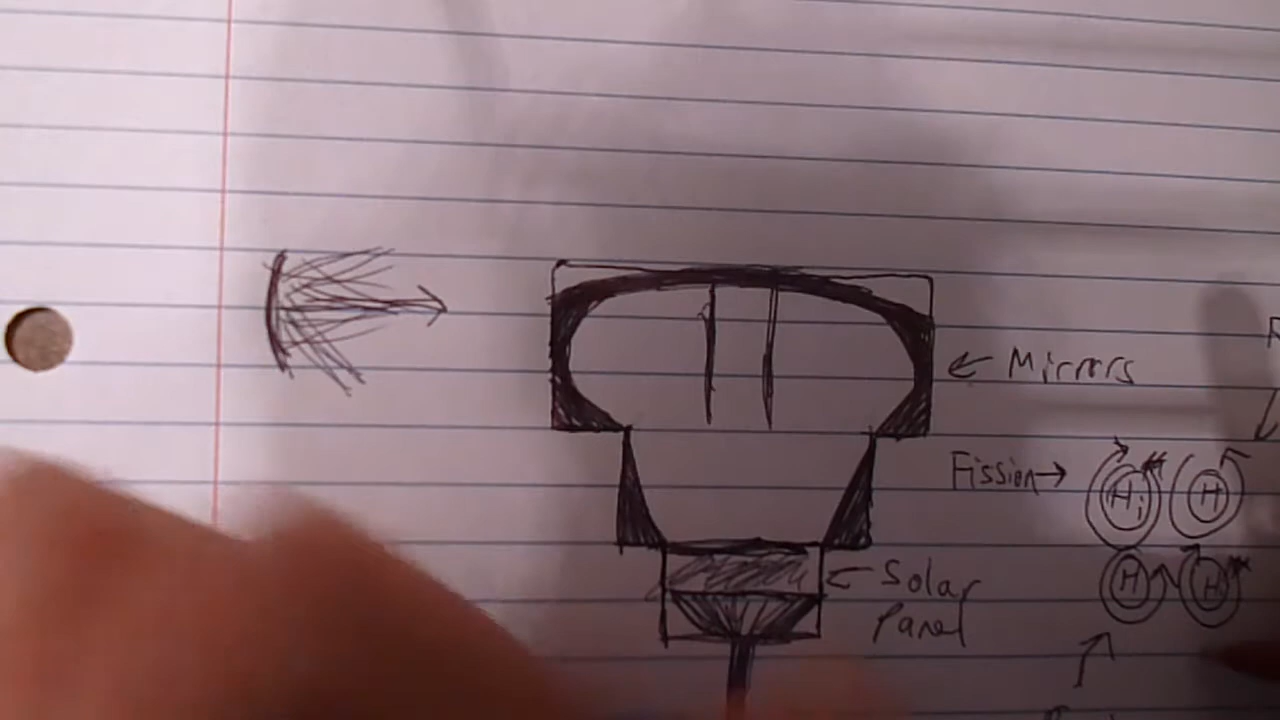 ← Mirrors
Fission→
H H
H H
← Solar
Panel